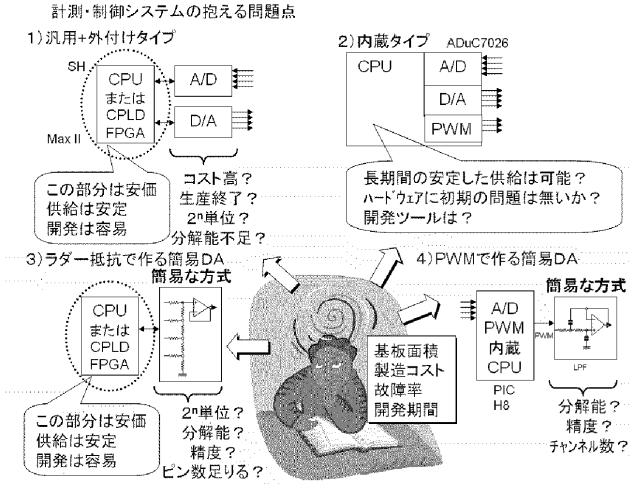 計測・制御システムの抱える問題点
1)汎用+外付けタイプ
SH
CPU
または
CPLD
FPGA
Max II
A/D
D/A
この部分は安価
供給は安定
開発は容易
コスト高?
生産終了?
2ⁿ単位?
分解能不足?
2)内蔵タイプ
ADuC7026
CPU
A/D
D/A
PWM
長期間の安定した供給は可能?
ハードウェアに初期の問題は無いか?
開発ツールは?
3)ラダー抵抗で作る簡易DA
簡易な方式
CPU
または
CPLD
FPGA
この部分は安価
供給は安定
開発は容易
2ⁿ単位?
分解能?
精度?
ピン数足りる?
基板面積
製造コスト
故障率
開発期間
4)PWMで作る簡易DA
簡易な方式
A/D
PWM
内蔵
CPU
PWM
LPF
PIC
H8
分解能?
精度?
チャンネル数?